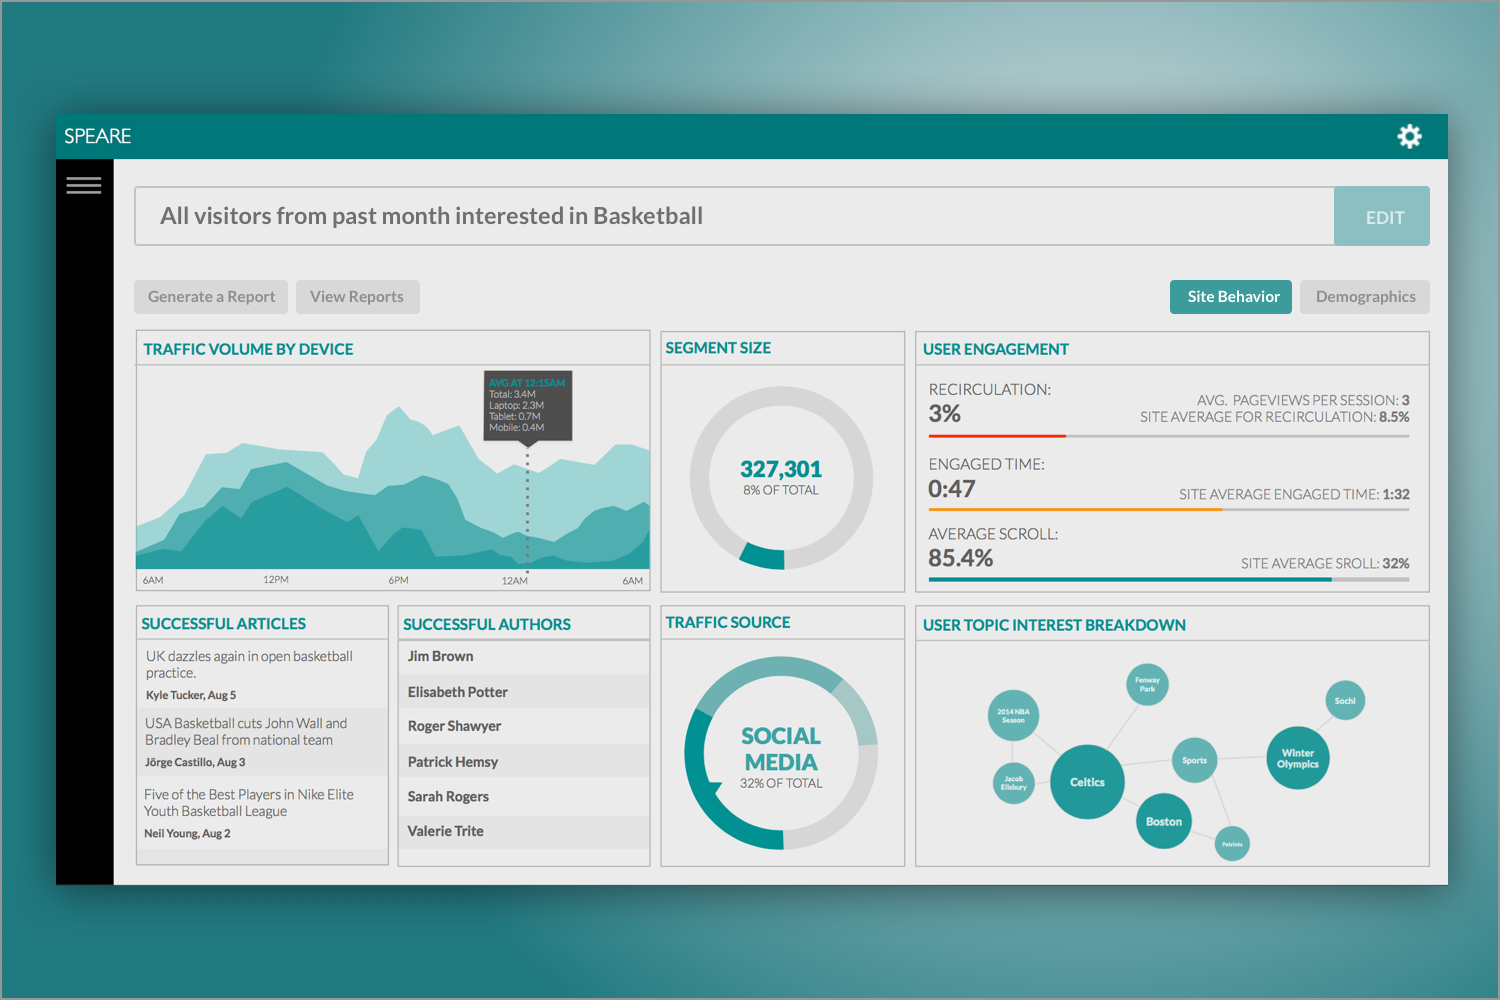 SPEARE
All visitors from past month interested in Basketball
EDIT
Generate a Report
View Reports
Site Behavior
Demographics
TRAFFIC VOLUME BY DEVICE
AVG AT 12:15AM
Total: 3.4M
Laptop: 2.3M
Tablet: 0.7M
Mobile: 0.4M
6AM
12PM
6PM
12AM
6AM
SEGMENT SIZE
327,301
8% OF TOTAL
USER ENGAGEMENT
RECIRCULATION:
3%
AVG. PAGEVIEWS PER SESSION: 3
SITE AVERAGE FOR RECIRCULATION: 8.5%
ENGAGED TIME:
0:47
SITE AVERAGE ENGAGED TIME: 1:32
AVERAGE SCROLL:
85.4%
SITE AVERAGE SROLL: 32%
SUCCESSFUL ARTICLES
UK dazzles again in open basketball
practice.
Kyle Tucker, Aug 5
USA Basketball cuts John Wall and
Bradley Beal from national team
Jörge Castillo, Aug 3
Five of the Best Players in Nike Elite
Youth Basketball League
Neil Young, Aug 2
SUCCESSFUL AUTHORS
Jim Brown
Elisabeth Potter
Roger Shawyer
Patrick Hemsy
Sarah Rogers
Valerie Trite
TRAFFIC SOURCE
SOCIAL
MEDIA
32% OF TOTAL
USER TOPIC INTEREST BREAKDOWN
Fenway
Park
2014 NBA
Season
Sochi
Winter
Olympics
Sports
Jacob
Ellsbury
Celtics
Boston
Patriots